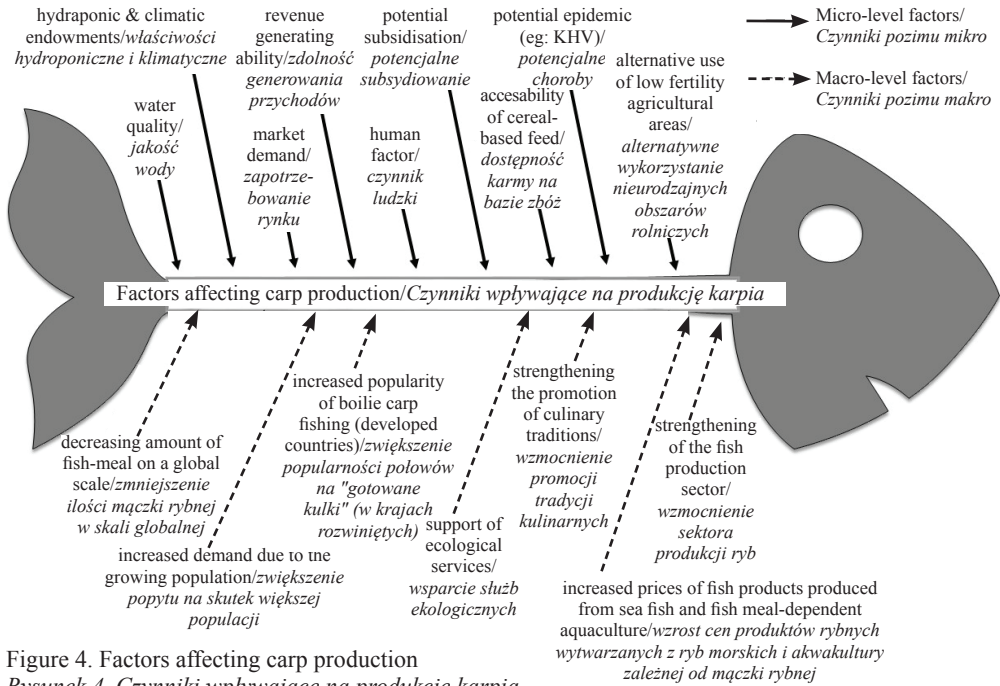 hydraponic & climatic
endowments/właściwości
hydroponiczne i klimatyczne
water
quality/
jakość
wody
revenue
generating
ability/zdolność
generowania
przychodów
market
demand/
zapotrze-
bowanie
rynku
potential
subsidisation/
potencjalne
subsydiowanie
human
factor/
czynnik
ludzki
potential epidemic
(eg: KHV)/
potencjalne
choroby
accesability
of cereal-
based feed/
dostępność
karmy na
bazie zbóż
alternative use
of low fertility
agricultural
areas/
alternatywne
wykorzystanie
nieurodzajnych
obszarów
rolniczych
Micro-level factors/
Czynniki pozimu mikro
Macro-level factors/
Czynniki pozimu makro
Factors affecting carp production/Czynniki wpływające na produkcję karpia
decreasing amount of
fish-meal on a global
scale/zmniejszenie
ilości mączki rybnej
w skali globalnej
increased demand due to the
growing population/zwiększenie
popytu na skutek większej
populacji
increased popularity
of boilie carp
fishing (developed
countries)/zwiększenie
popularności połowów
na "gotowane
kulki" (w krajach
rozwiniętych)
support of
ecological
services/
wsparcie służb
ekologicznych
strengthening
the promotion
of culinary
traditions/
wzmocnienie
promocji
tradycji
kulinarnych
strengthening
of the fish
production
sector/
wzmocnienie
sektora
produkcji ryb
increased prices of fish products produced
from sea fish and fish meal-dependent
aquaculture/wzrost cen produktów rybnych
wytwarzanych z ryb morskich i akwakultury
zależnej od mączki rybnej
Figure 4. Factors affecting carp production
Rysunek 4. Czynniki wpływające na produkcję karpia